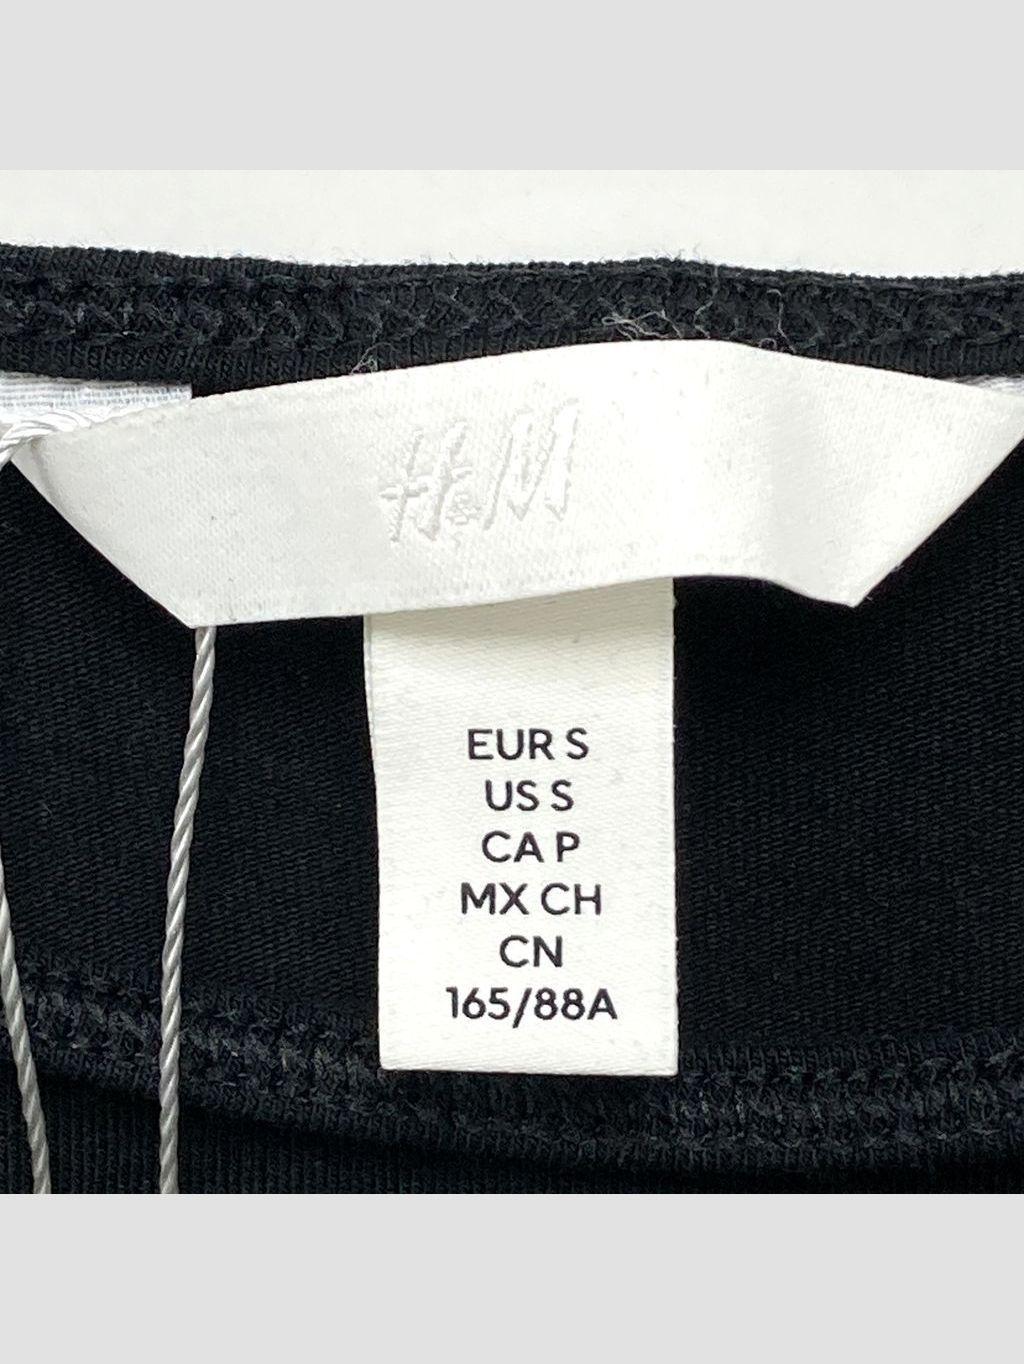 H&M
EUR S
US S
CA P
MX CH
CN
165/88A